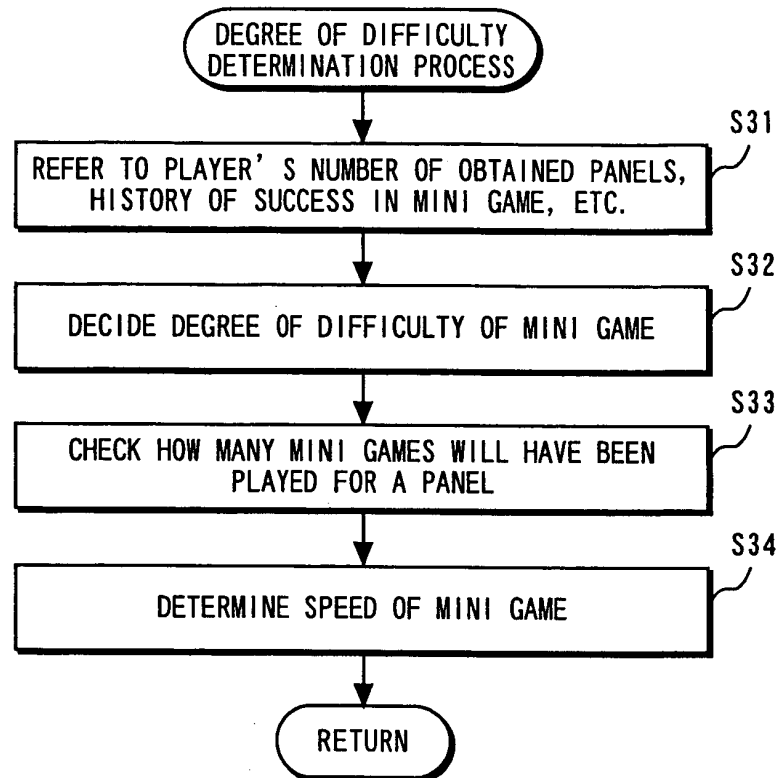 DEGREE OF DIFFICULTY
DETERMINATION PROCESS
S31
REFER TO PLAYER'S NUMBER OF OBTAINED PANELS,
HISTORY OF SUCCESS IN MINI GAME, ETC.
S32
DECIDE DEGREE OF DIFFICULTY OF MINI GAME
S33
CHECK HOW MANY MINI GAMES WILL HAVE BEEN
PLAYED FOR A PANEL
S34
DETERMINE SPEED OF MINI GAME
RETURN